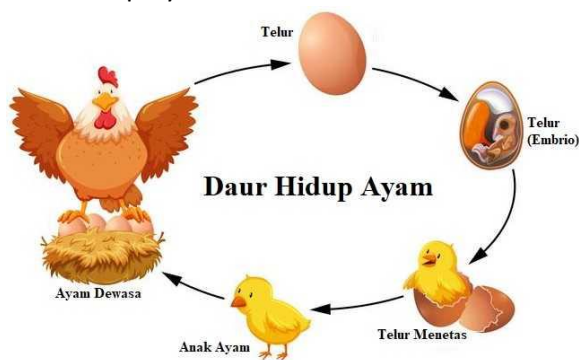 Telur
Telur
(Embrio)
Daur Hidup Ayam
Telur Menetas
Anak Ayam
Ayam Dewasa